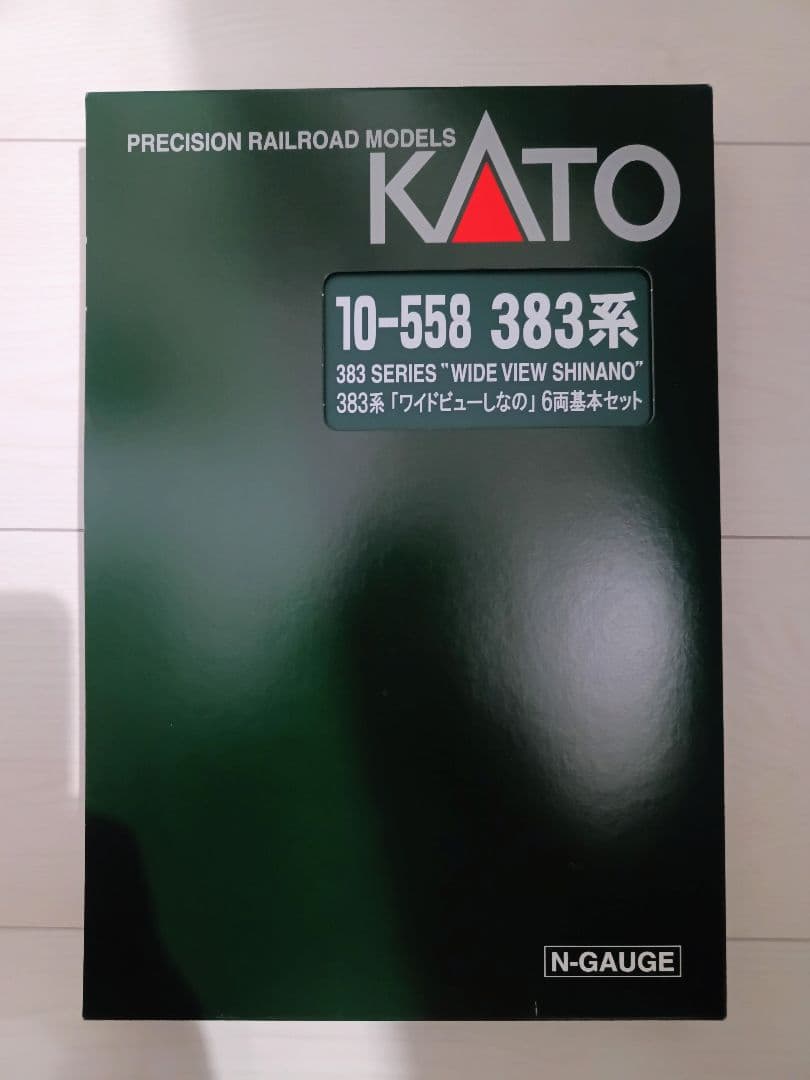 PRECISION RAILROAD MODELS
KATO
10-558 383系
383 SERIES "WIDE VIEW SHINANO"
383系「ワイドビューしなの」6両基本セット
N-GAUGE